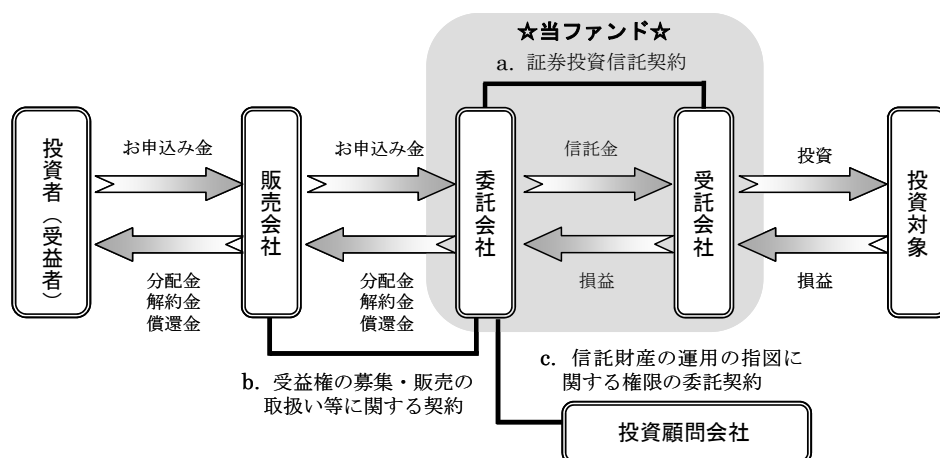 ☆当ファンド☆
a. 証券投資信託契約
投資者（受益者）
お申込み金
分配金
解約金
償還金
販売会社
お申込み金
分配金
解約金
償還金
委託会社
信託金
損益
受託会社
投資
損益
投資対象
b. 受益権の募集・販売の
取扱い等に関する契約
c. 信託財産の運用の指図に
関する権限の委託契約
投資顧問会社